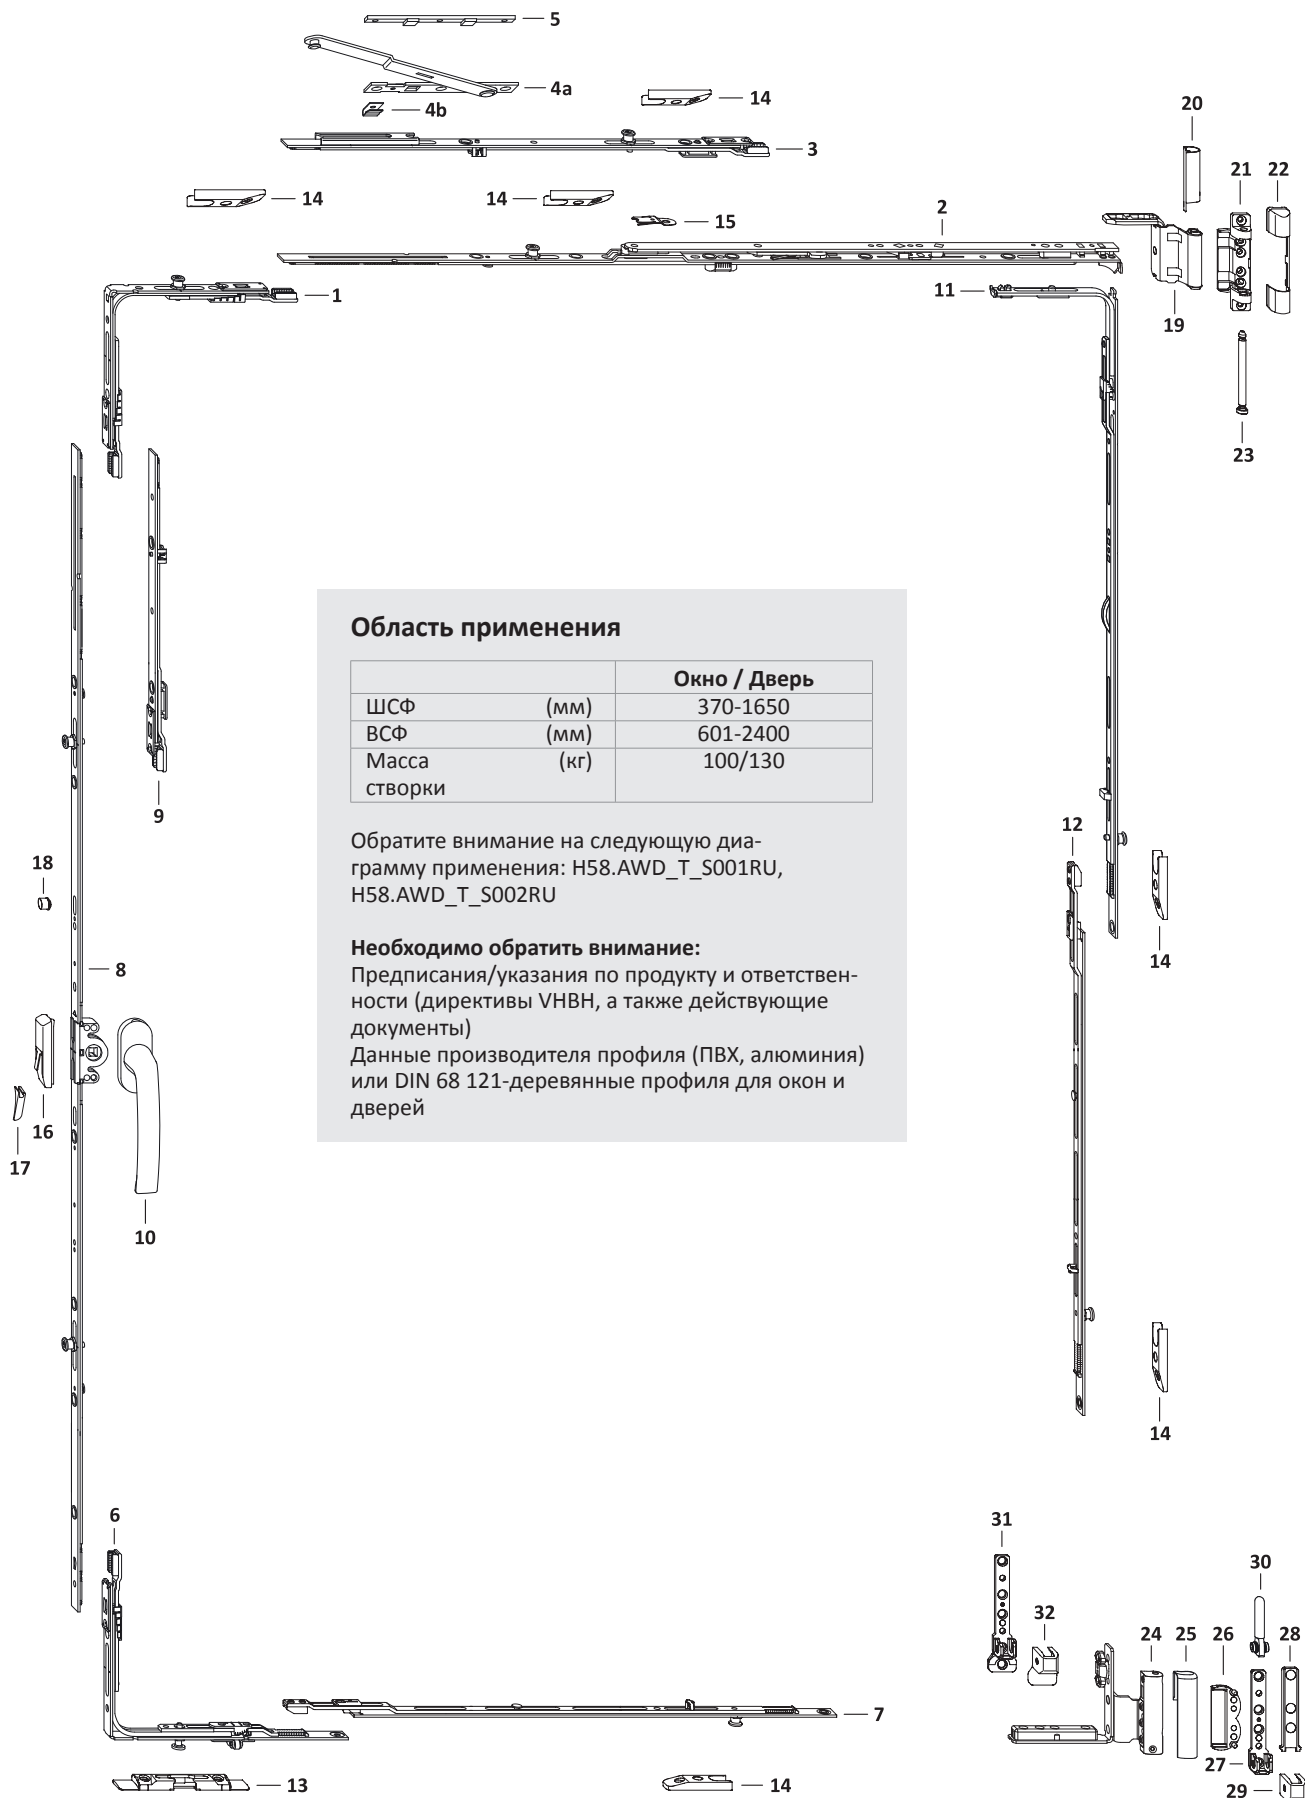 5
4a
14
4b
20
3
21
22
14
14
15
2
1
11
19
23
Область применения
Окно / Дверь
ШСФ (мм) 370-1650
ВСФ (мм) 601-2400
Масса (кг) 100/130
створки
Обратите внимание на следующую диа-
грамму применения: H58.AWD_T_S001RU,
H58.AWD_T_S002RU
Необходимо обратить внимание:
Предписания/указания по продукту и ответствен-
ности (директивы VHBH, а также действующие
документы)
Данные производителя профиля (ПВХ, алюминия)
или DIN 68 121-деревянные профиля для окон и
дверей
9
12
18
8
14
16
17
10
14
6
31
30
32
24
25
26
28
7
27
13
14
29